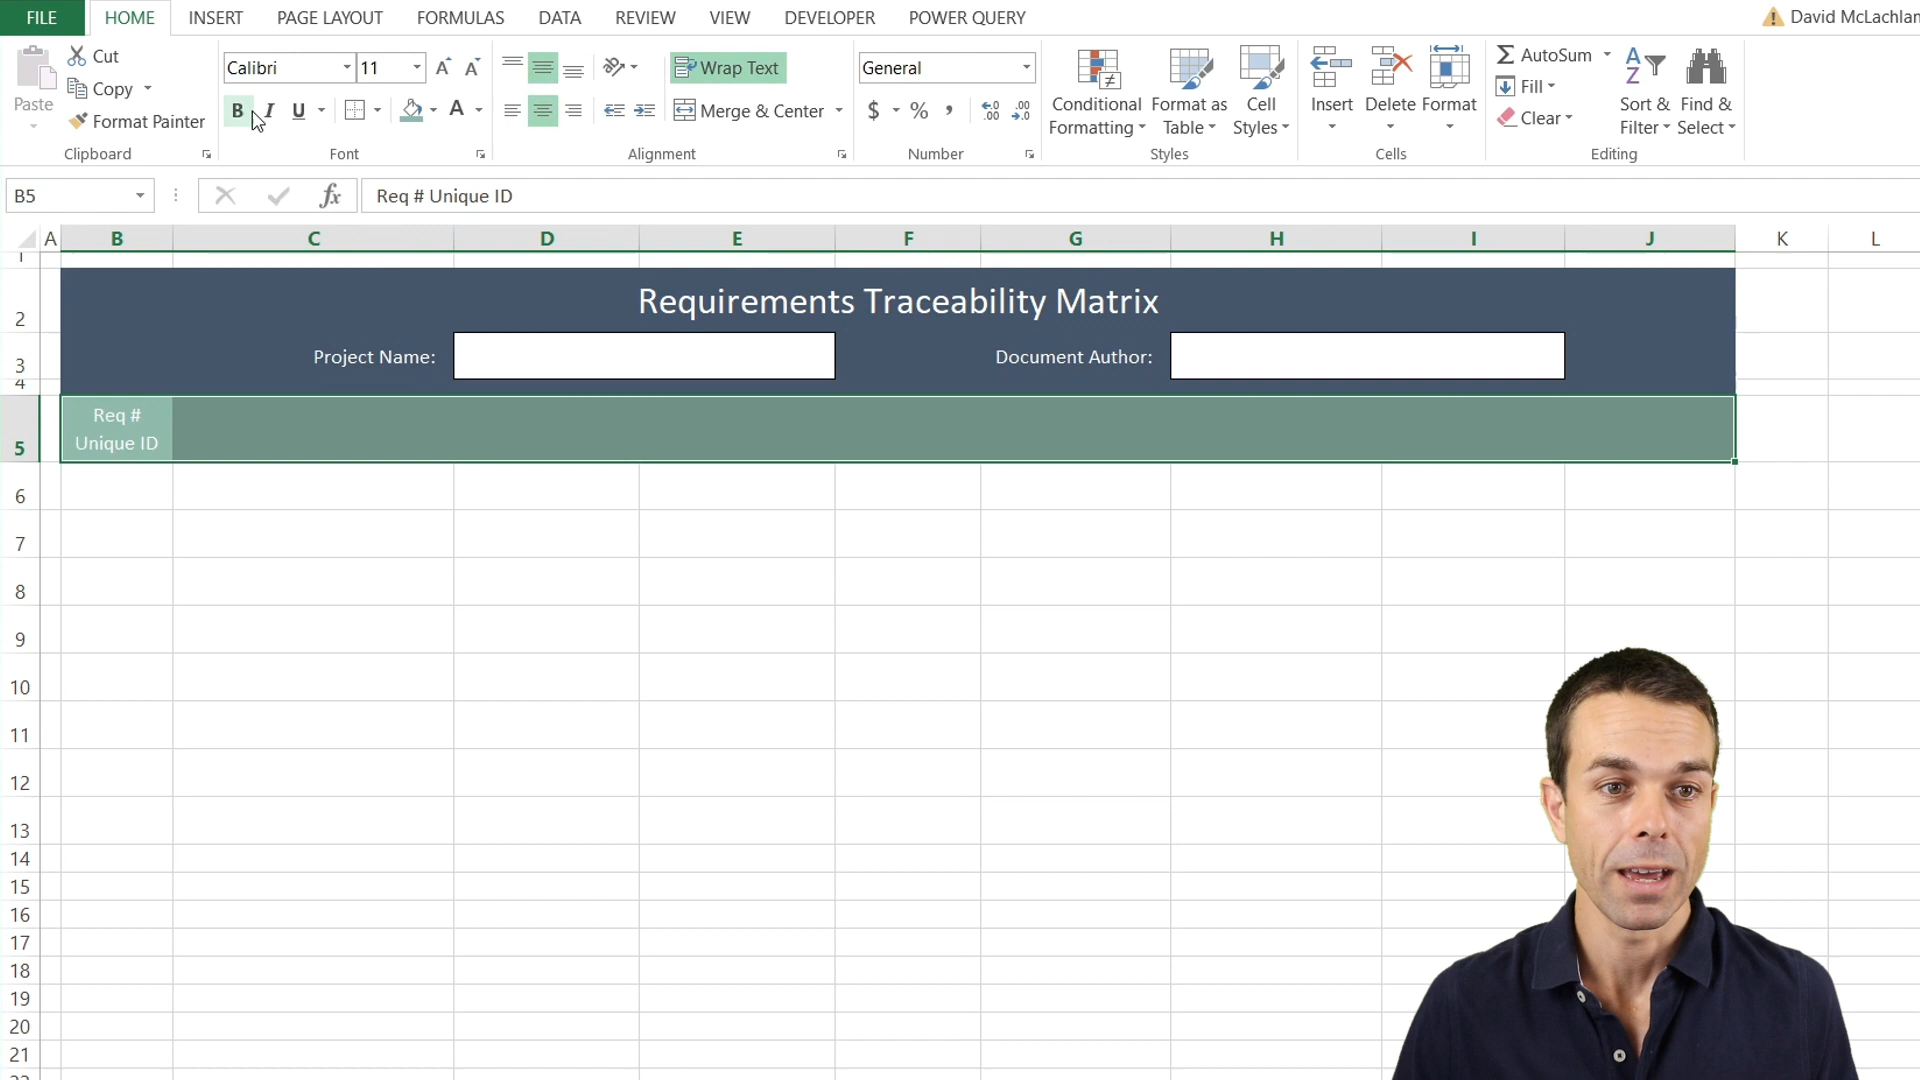 FILE HOME INSERT PAGE LAYOUT FORMULAS DATA REVIEW VIEW DEVELOPER POWER QUERY David McLachlan
Paste
Cut
Copy
Format Painter
Clipboard
Calibri 11
B I U
Font
Wrap Text
Merge & Center
Alignment
General
$ % ,
Number
Conditional Formatting
Format as Table
Cell Styles
Styles
Insert
Delete
Format
Cells
AutoSum
Fill
Clear
Sort & Filter
Find & Select
Editing
B5 fx Req # Unique ID
A B C D E F G H I J K L
1
2
3
4
5
6
7
8
9
10
11
12
13
14
15
16
17
18
19
20
21
Requirements Traceability Matrix
Project Name: Document Author:
Req #
Unique ID